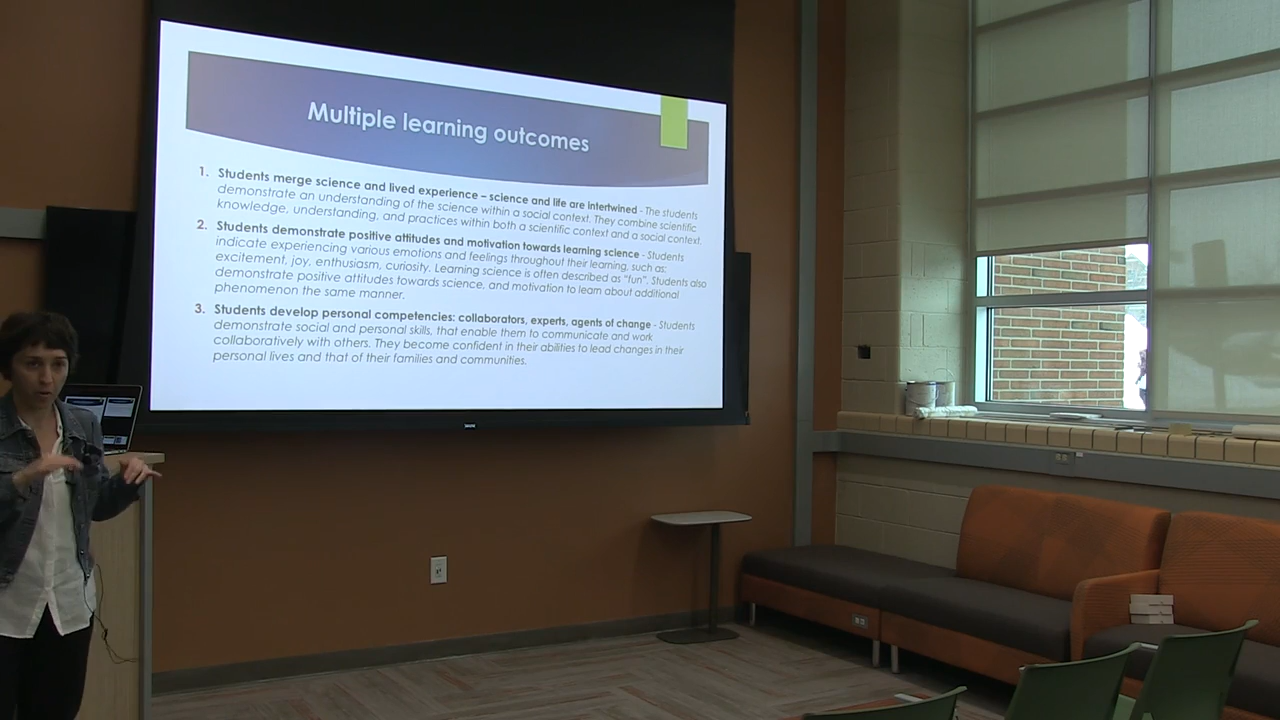 Multiple learning outcomes
1. Students merge science and lived experience – science and life are intertwined - The students
demonstrate an understanding of the science within a social context. They combine scientific
knowledge, understanding, and practices within both a scientific context and a social context.
2. Students demonstrate positive attitudes and motivation towards learning science - Students
indicate experiencing various emotions and feelings throughout their learning, such as:
excitement, joy, enthusiasm, curiosity. Learning science is often described as "fun". Students also
demonstrate positive attitudes towards science, and motivation to learn about additional
phenomenon the same manner.
3. Students develop personal competencies: collaborators, experts, agents of change - Students
demonstrate social and personal skills, that enable them to communicate and work
collaboratively with others. They become confident in their abilities to lead changes in their
personal lives and that of their families and communities.